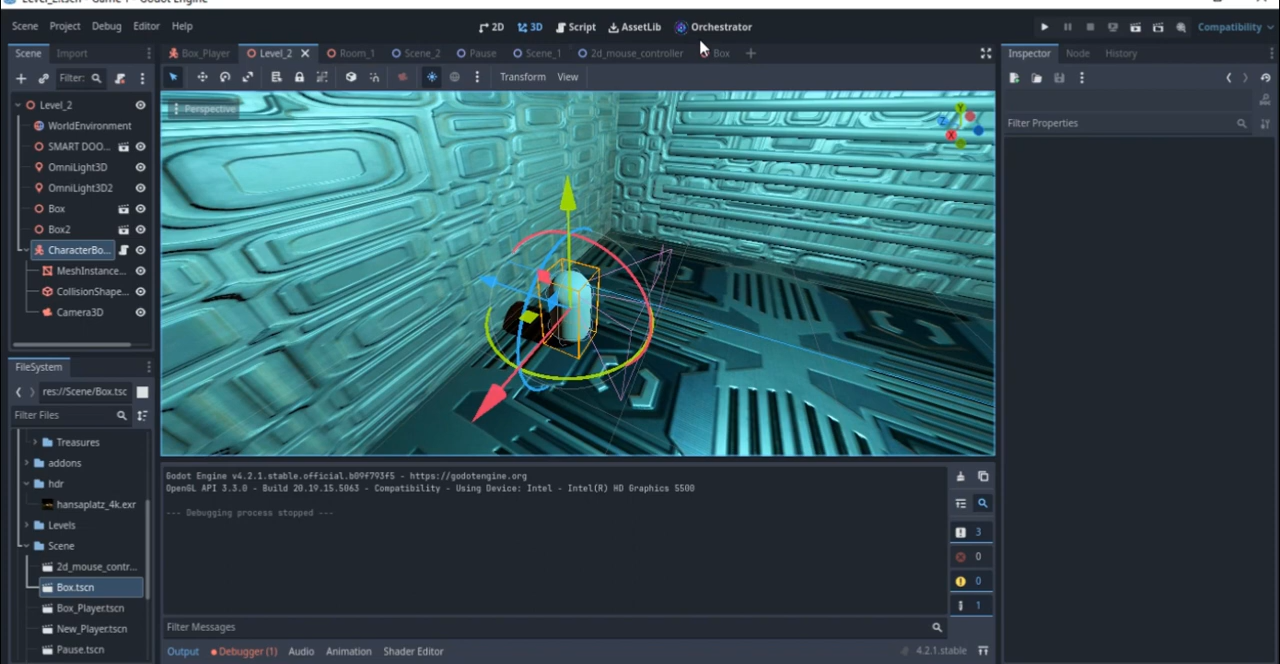 Level_2.tscn - Game 1 - Godot Engine
Scene Project Debug Editor Help
2D 3D Script AssetLib Orchestrator
Compatibility
Scene Import
Box_Player Level_2 Room_1 Scene_2 Pause Scene_1 2d_mouse_controller Box
Inspector Node History
Filter:
Transform View
Level_2
Perspective
Y
Z
X
WorldEnvironment
Filter Properties
SMART DOO...
OmniLight3D
OmniLight3D2
Box
Box2
CharacterBo...
MeshInstance...
CollisionShape...
Camera3D
FileSystem
res://Scene/Box.tsc
Filter Files
Treasures
addons
hdr
hansaplatz_4k.exr
Levels
Scene
2d_mouse_contr...
Box.tscn
Box_Player.tscn
New_Player.tscn
Pause.tscn
Godot Engine v4.2.1.stable.official.b09f793f5 - https://godotengine.org
OpenGL API 3.3.0 - Build 20.19.15.5063 - Compatibility - Using Device: Intel - Intel(R) HD Graphics 5500
--- Debugging process stopped ---
3
0
0
1
Filter Messages
Output Debugger (1) Audio Animation Shader Editor
4.2.1.stable